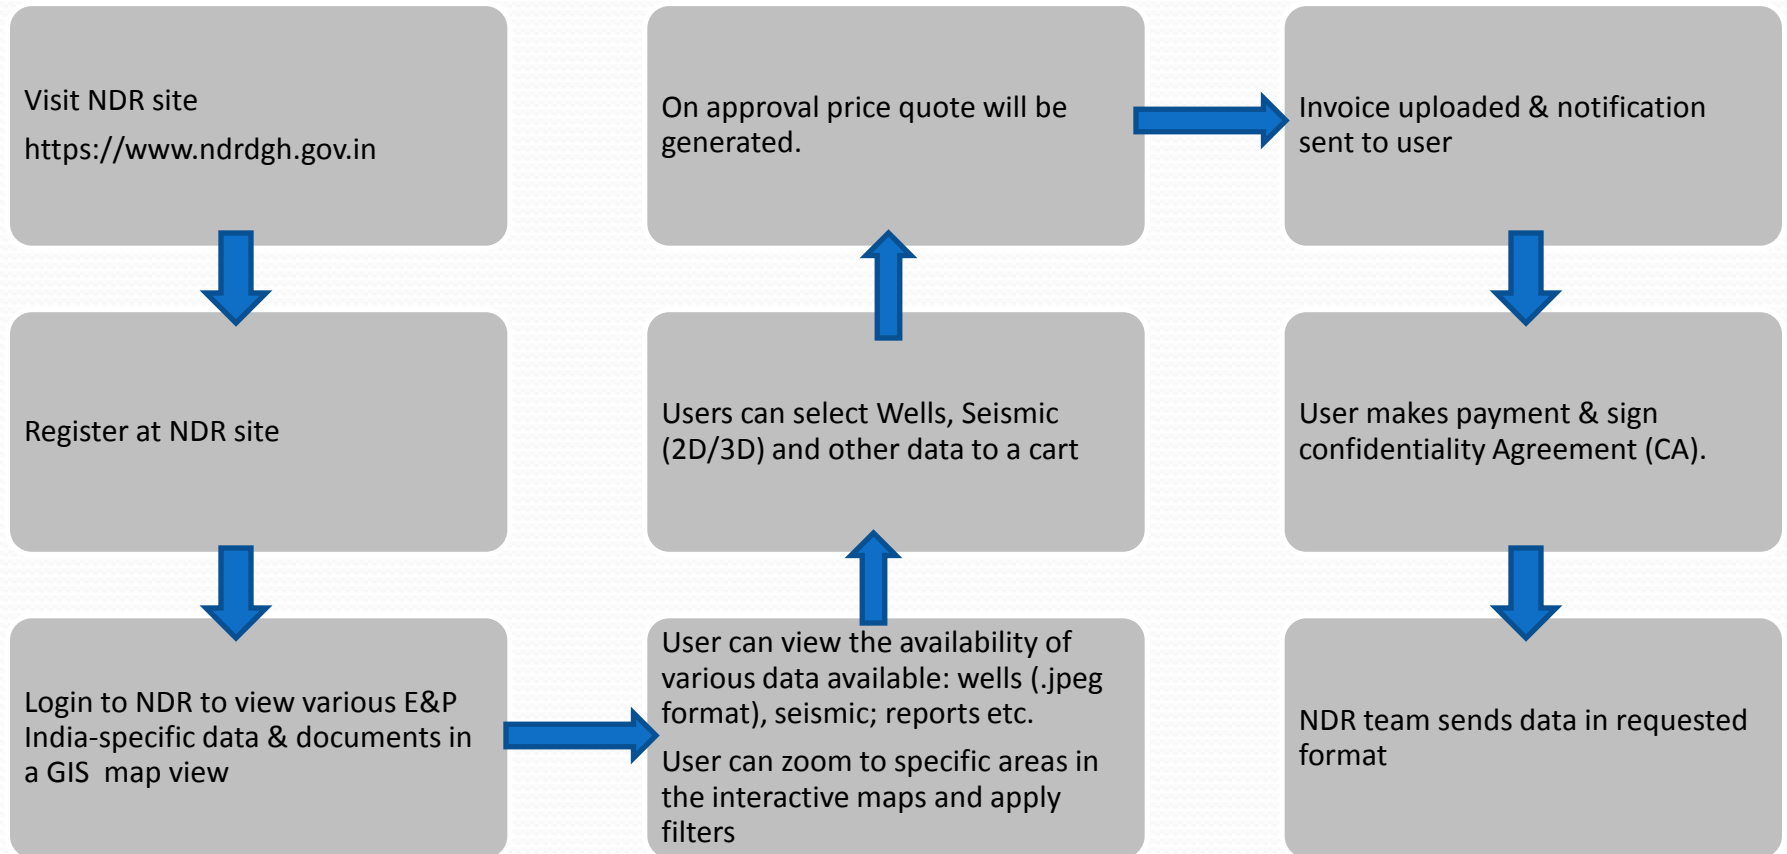 Visit NDR site
https://www.ndrdgh.gov.in
Register at NDR site
Login to NDR to view various E&P
India-specific data & documents in
a GIS map view
User can view the availability of
various data available: wells (.jpeg
format), seismic; reports etc.
User can zoom to specific areas in
the interactive maps and apply
filters
Users can select Wells, Seismic
(2D/3D) and other data to a cart
On approval price quote will be
generated.
Invoice uploaded & notification
sent to user
User makes payment & sign
confidentiality Agreement (CA).
NDR team sends data in requested
format